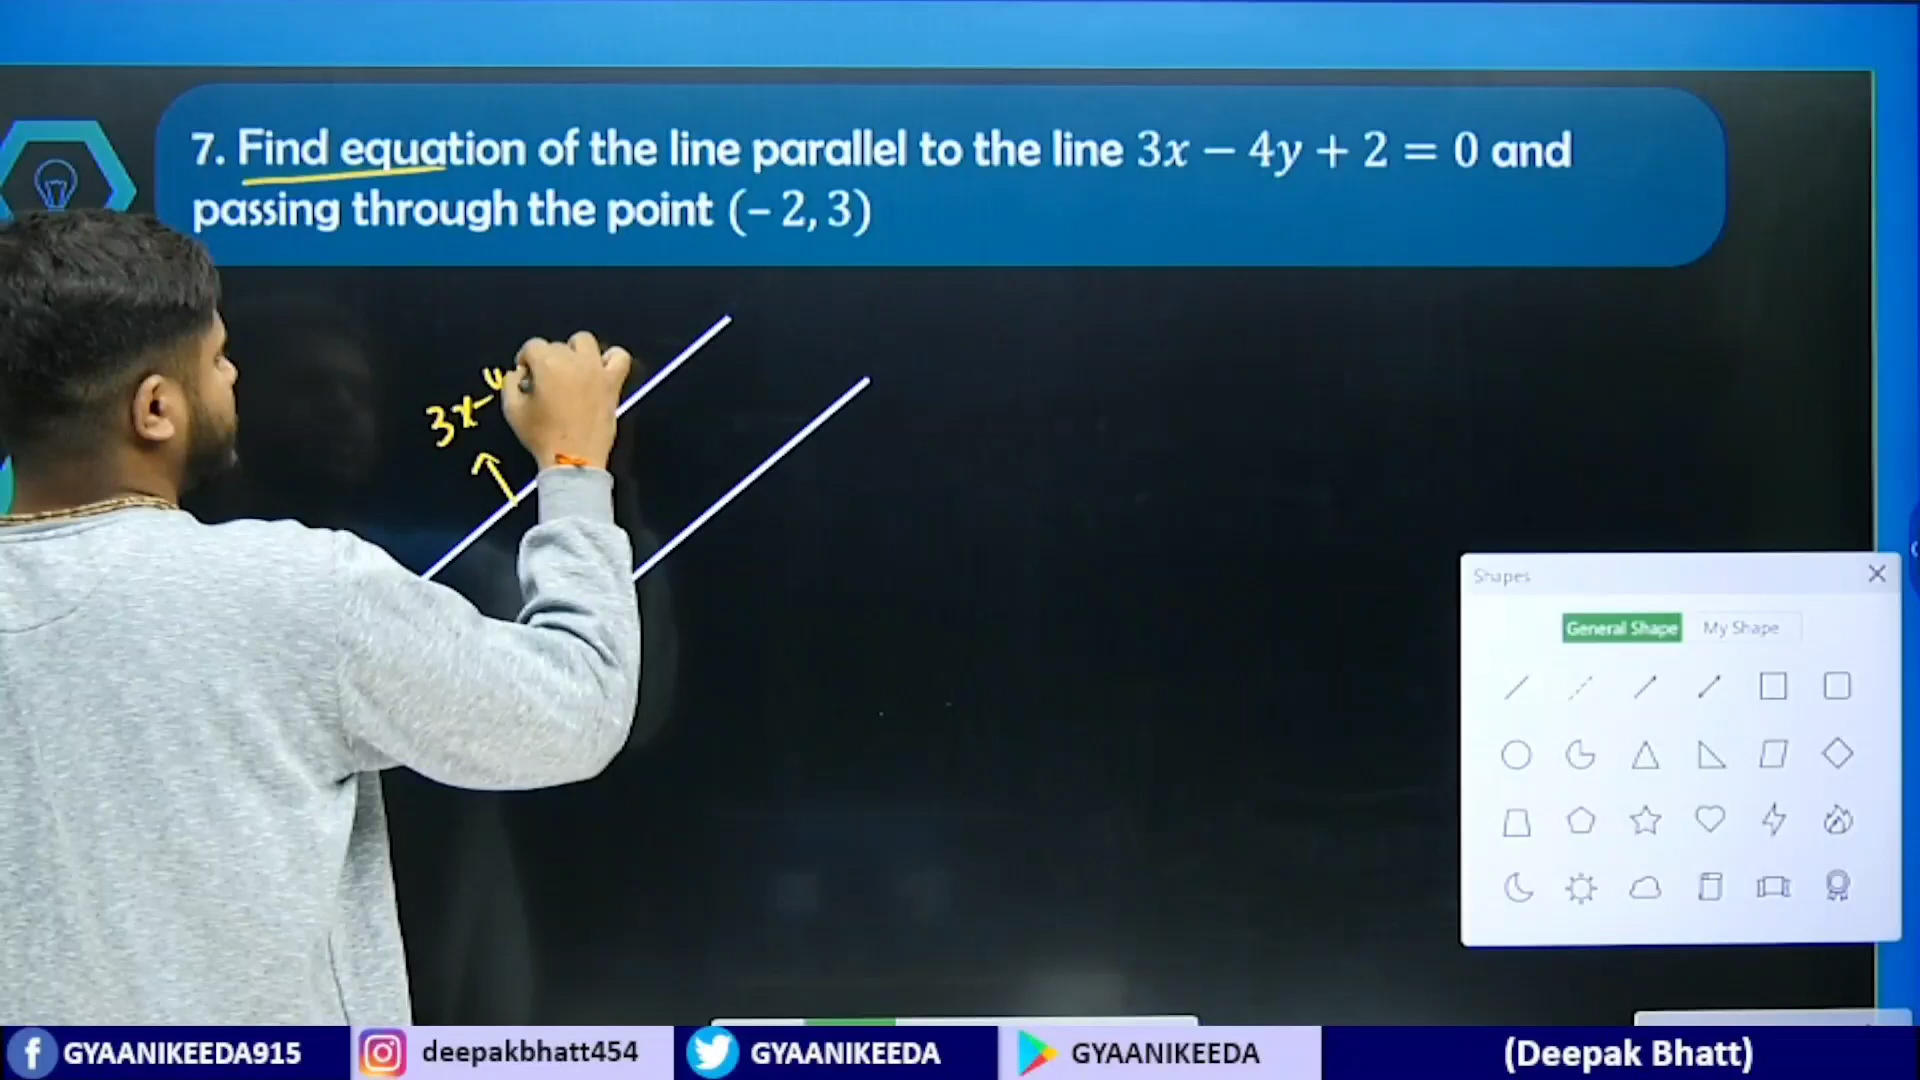 7. Find equation of the line parallel to the line 3x − 4y + 2 = 0 and
passing through the point (– 2, 3)
3x-4
Shapes
General Shape My Shape
GYAANIKEEDA915 deepakbhatt454 GYAANIKEEDA GYAANIKEEDA (Deepak Bhatt)